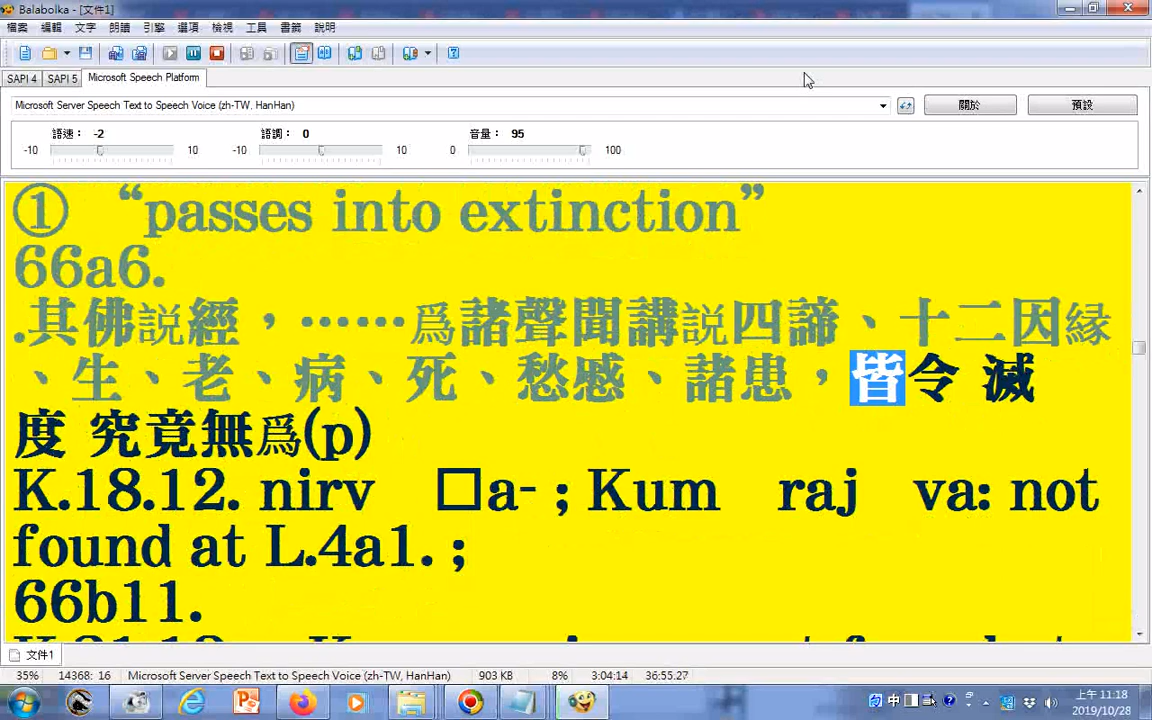 Balabolka - [文件1]
檔案 編輯 文字 朗讀 引擎 選項 檢視 工具 書籤 說明
SAPI 4 SAPI 5 Microsoft Speech Platform
Microsoft Server Speech Text to Speech Voice (zh-TW, HanHan) 關於 預設
語速： -2 語調： 0 音量： 95
-10 10 -10 10 0 100
① “passes into extinction”
66a6.
.其佛説經，……爲諸聲聞講説四諦、十二因緣
、生、老、病、死、愁慼、諸患，皆令 滅
度 究竟無爲(p)
K.18.12. nirv □a- ; Kum raj va: not
found at L.4a1. ;
66b11.
文件1
35% 14368: 16 Microsoft Server Speech Text to Speech Voice (zh-TW, HanHan) 903 KB 8% 3:04:14 36:55.27
中 上午 11:18
2019/10/28